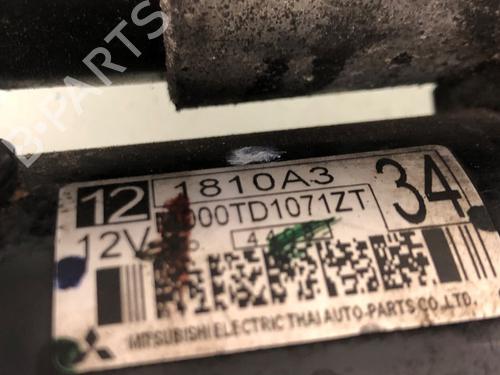 B-PARTS
12 1810A3 34
000TD1071ZT
12V
MITSUBISHI ELECTRIC THAI AUTO-PARTS CO.,LTD.